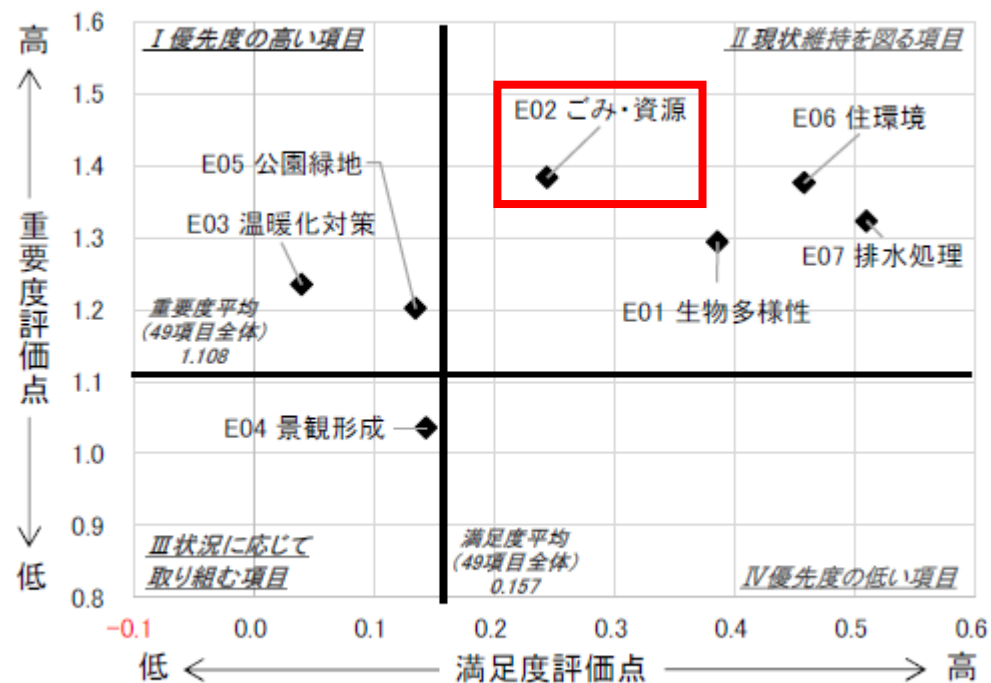 高
重要度評価点
低
1.6
1.5
1.4
1.3
1.2
1.1
1.0
0.9
0.8
Ⅰ優先度の高い項目
Ⅱ現状維持を図る項目
E02 ごみ・資源
E06 住環境
E05 公園緑地
E03 温暖化対策
E07 排水処理
E01 生物多様性
重要度平均
(49項目全体)
1.108
E04 景観形成
Ⅲ状況に応じて
取り組む項目
満足度平均
(49項目全体)
0.157
Ⅳ優先度の低い項目
-0.1 0.0 0.1 0.2 0.3 0.4 0.5 0.6
低 満足度評価点 高